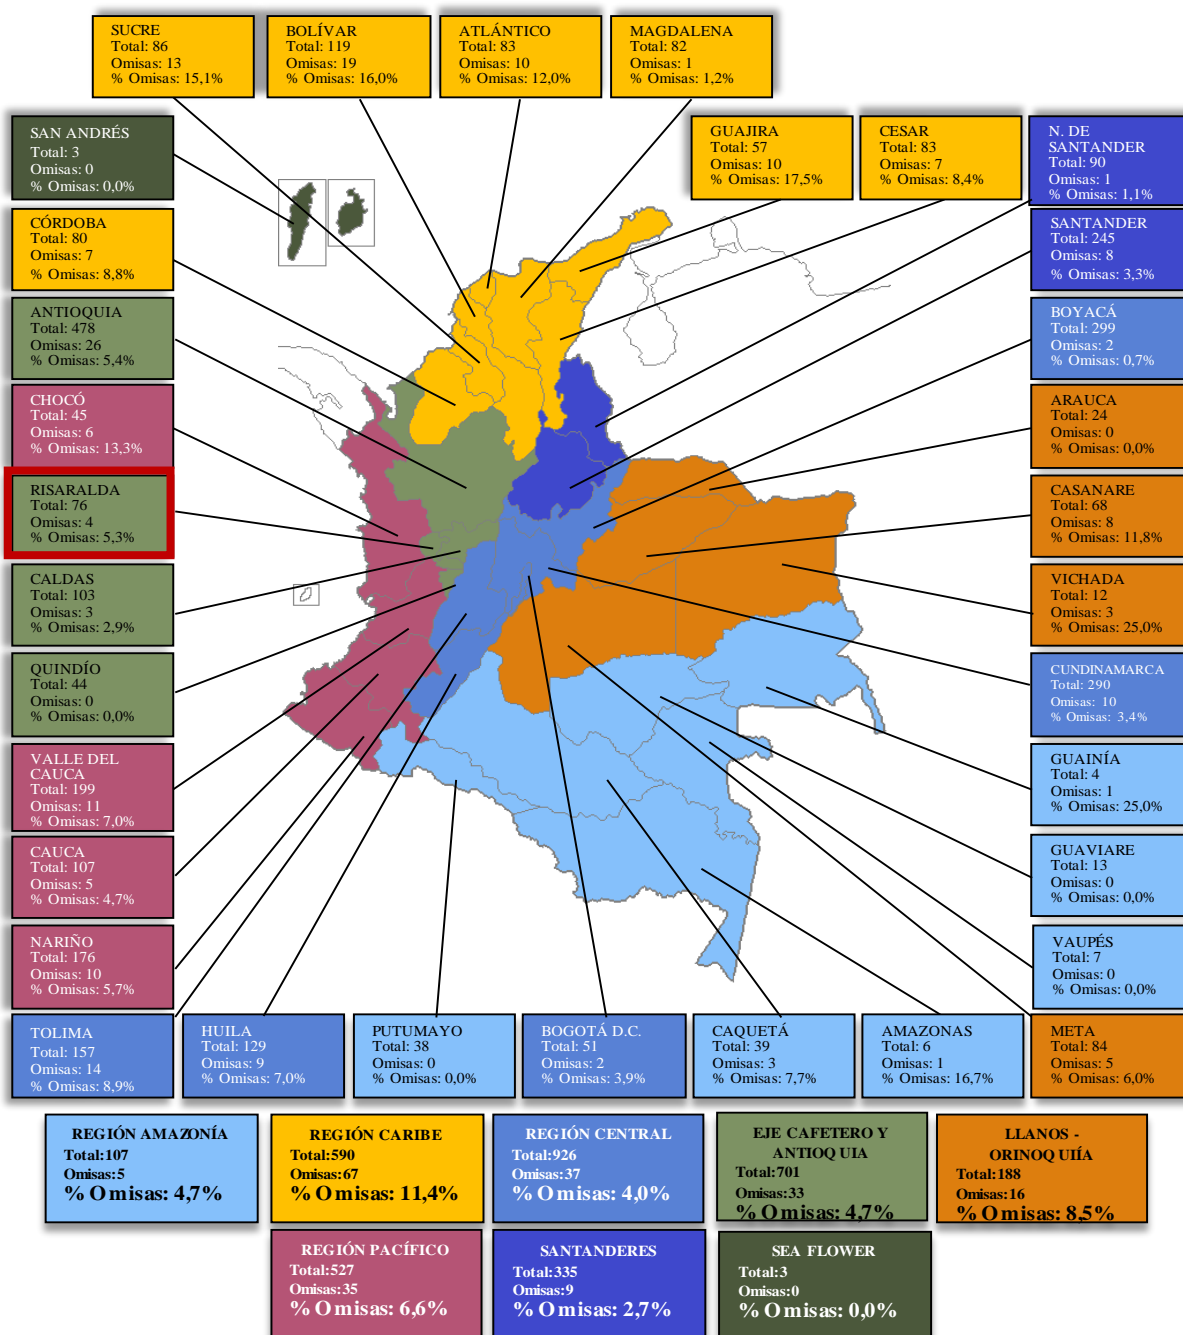 SUCRE
Total: 86
Omisas: 13
% Omisas: 15,1%
BOLÍVAR
Total: 119
Omisas: 19
% Omisas: 16,0%
ATLÁNTICO
Total: 83
Omisas: 10
% Omisas: 12,0%
MAGDALENA
Total: 82
Omisas: 1
% Omisas: 1,2%
SAN ANDRÉS
Total: 3
Omisas: 0
% Omisas: 0,0%
GUAJIRA
Total: 57
Omisas: 10
% Omisas: 17,5%
CESAR
Total: 83
Omisas: 7
% Omisas: 8,4%
N. DE
SANTANDER
Total: 90
Omisas: 1
% Omisas: 1,1%
CÓRDOBA
Total: 80
Omisas: 7
% Omisas: 8,8%
SANTANDER
Total: 245
Omisas: 8
% Omisas: 3,3%
ANTIOQUIA
Total: 478
Omisas: 26
% Omisas: 5,4%
BOYACÁ
Total: 299
Omisas: 2
% Omisas: 0,7%
CHOCÓ
Total: 45
Omisas: 6
% Omisas: 13,3%
ARAUCA
Total: 24
Omisas: 0
% Omisas: 0,0%
RISARALDA
Total: 76
Omisas: 4
% Omisas: 5,3%
CASANARE
Total: 68
Omisas: 8
% Omisas: 11,8%
CALDAS
Total: 103
Omisas: 3
% Omisas: 2,9%
VICHADA
Total: 12
Omisas: 3
% Omisas: 25,0%
QUINDÍO
Total: 44
Omisas: 0
% Omisas: 0,0%
CUNDINAMARCA
Total: 290
Omisas: 10
% Omisas: 3,4%
VALLE DEL
CAUCA
Total: 199
Omisas: 11
% Omisas: 7,0%
GUAINÍA
Total: 4
Omisas: 1
% Omisas: 25,0%
CAUCA
Total: 107
Omisas: 5
% Omisas: 4,7%
GUAVIARE
Total: 13
Omisas: 0
% Omisas: 0,0%
NARIÑO
Total: 176
Omisas: 10
% Omisas: 5,7%
VAUPÉS
Total: 7
Omisas: 0
% Omisas: 0,0%
TOLIMA
Total: 157
Omisas: 14
% Omisas: 8,9%
HUILA
Total: 129
Omisas: 9
% Omisas: 7,0%
PUTUMAYO
Total: 38
Omisas: 0
% Omisas: 0,0%
BOGOTÁ D.C.
Total: 51
Omisas: 2
% Omisas: 3,9%
CAQUETÁ
Total: 39
Omisas: 3
% Omisas: 7,7%
AMAZONAS
Total: 6
Omisas: 1
% Omisas: 16,7%
META
Total: 84
Omisas: 5
% Omisas: 6,0%
REGIÓN AMAZONÍA
Total:107
Omisas:5
% Omisas: 4,7%
REGIÓN CARIBE
Total:590
Omisas:67
% Omisas: 11,4%
REGIÓN CENTRAL
Total:926
Omisas:37
% Omisas: 4,0%
EJE CAFETERO Y
ANTIOQUIA
Total:701
Omisas:33
% Omisas: 4,7%
LLANOS -
ORINOQUIÍA
Total:188
Omisas:16
% Omisas: 8,5%
REGIÓN PACÍFICO
Total:527
Omisas:35
% Omisas: 6,6%
SANTANDERES
Total:335
Omisas:9
% Omisas: 2,7%
SEA FLOWER
Total:3
Omisas:0
% Omisas: 0,0%